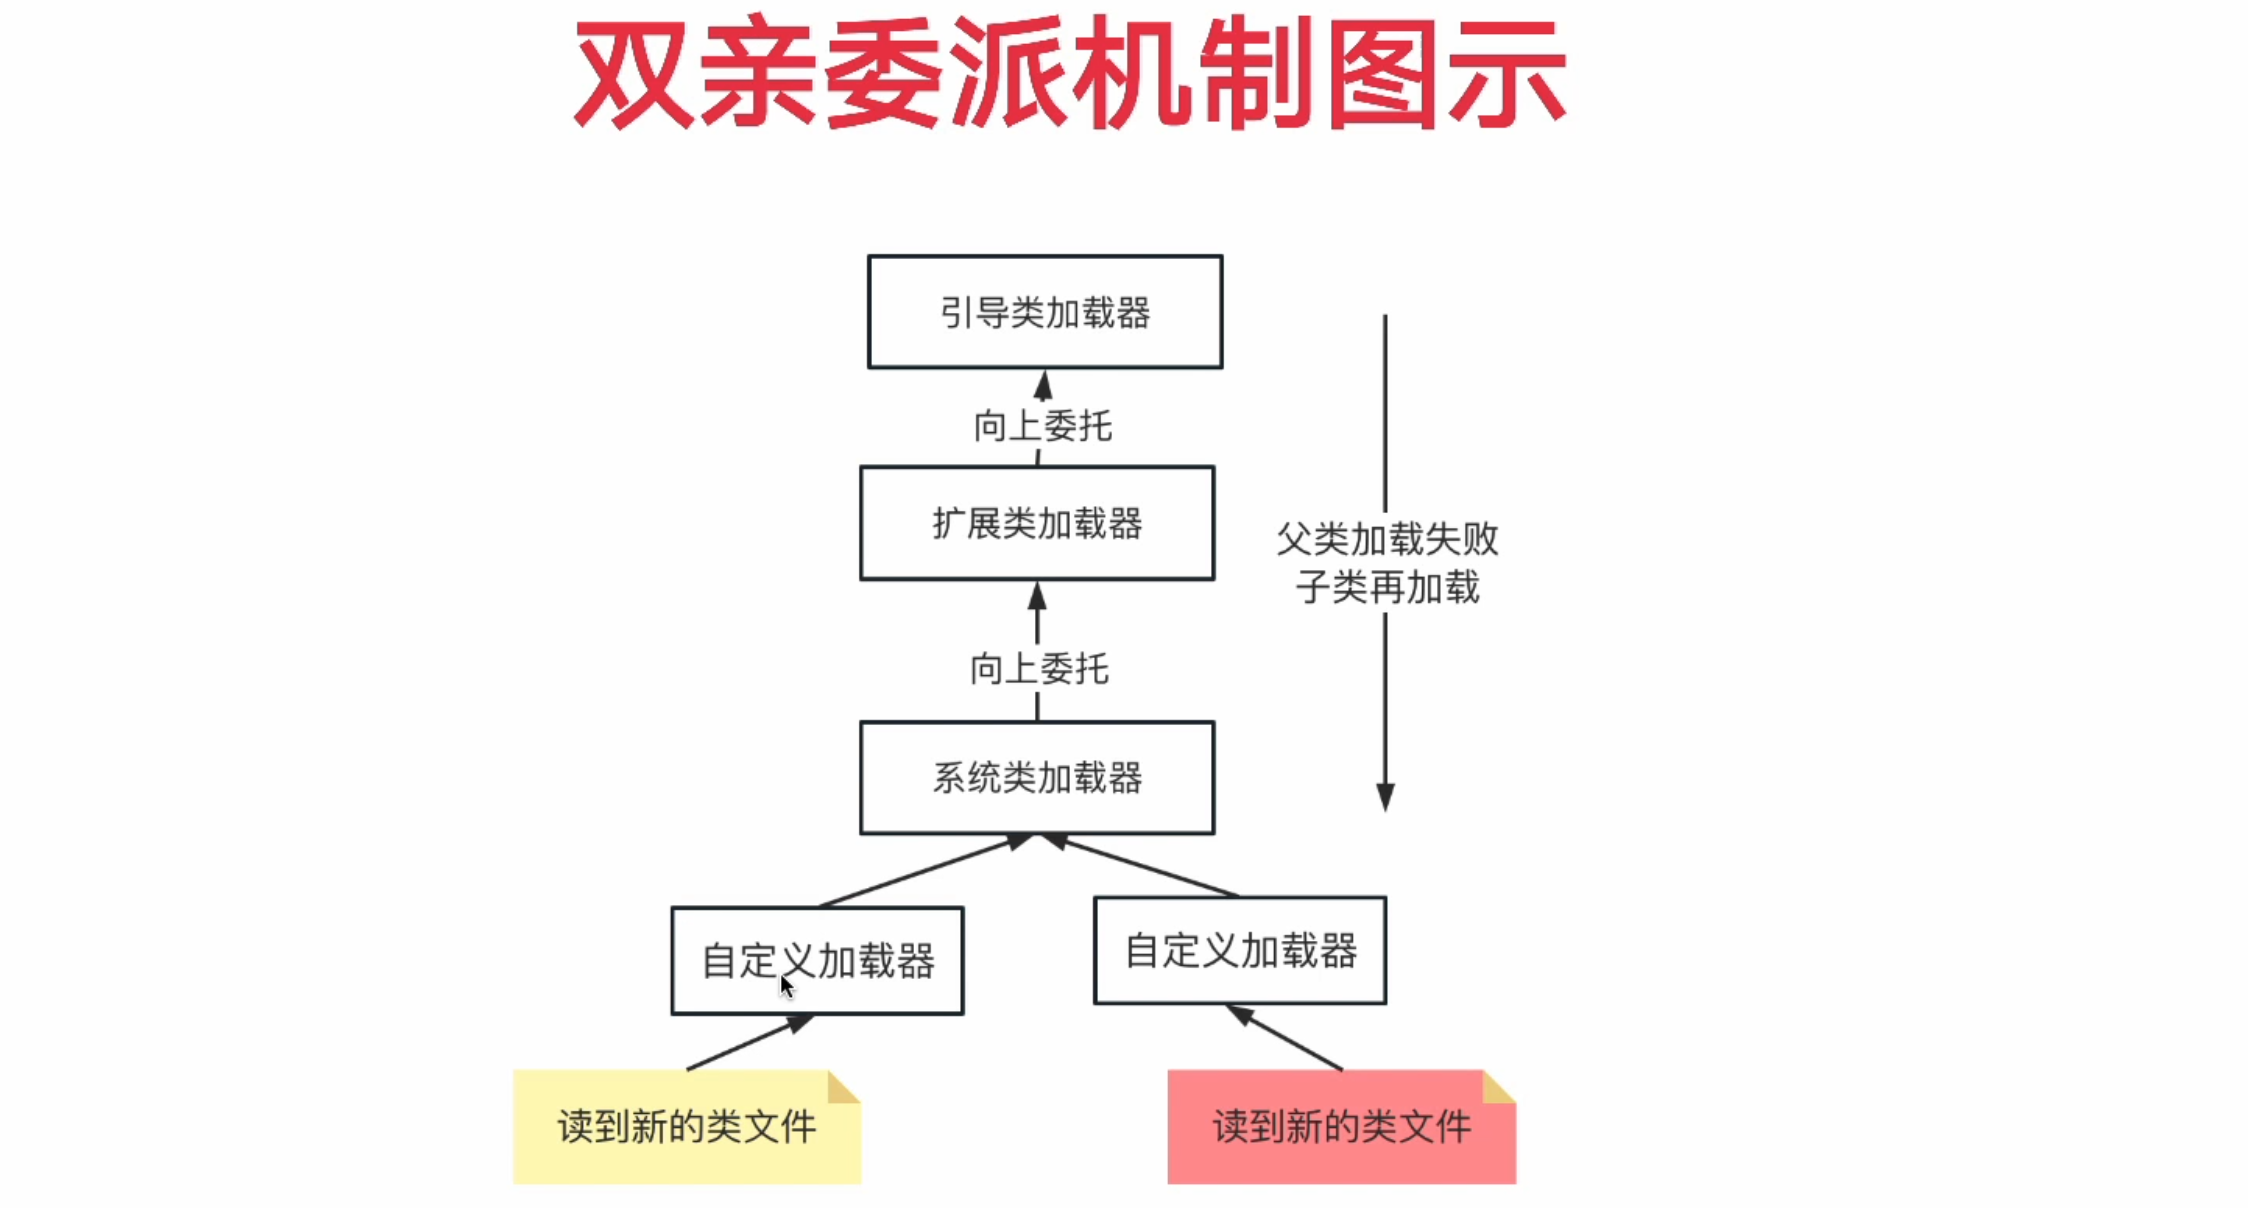 双亲委派机制图示
引导类加载器
向上委托
扩展类加载器
父类加载失败
子类再加载
向上委托
系统类加载器
自定义加载器
自定义加载器
读到新的类文件
读到新的类文件